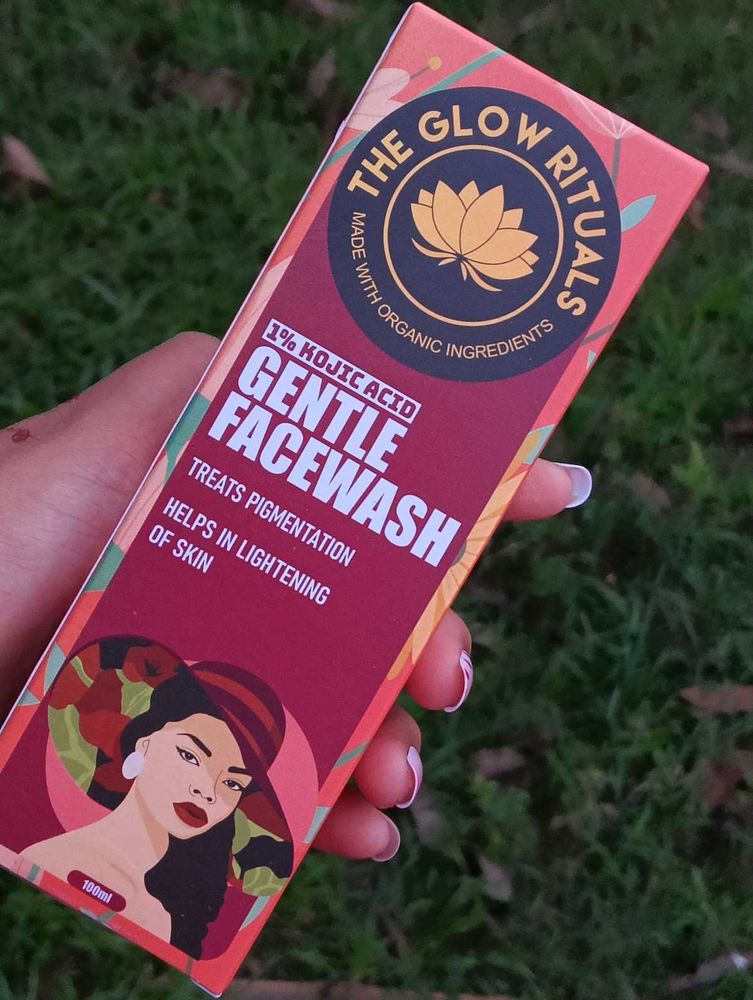 THE GLOW RITUALS
MADE WITH ORGANIC INGREDIENTS
1% KOJIC ACID
GENTLE
FACEWASH
TREATS PIGMENTATION
HELPS IN LIGHTENING
OF SKIN
100ml